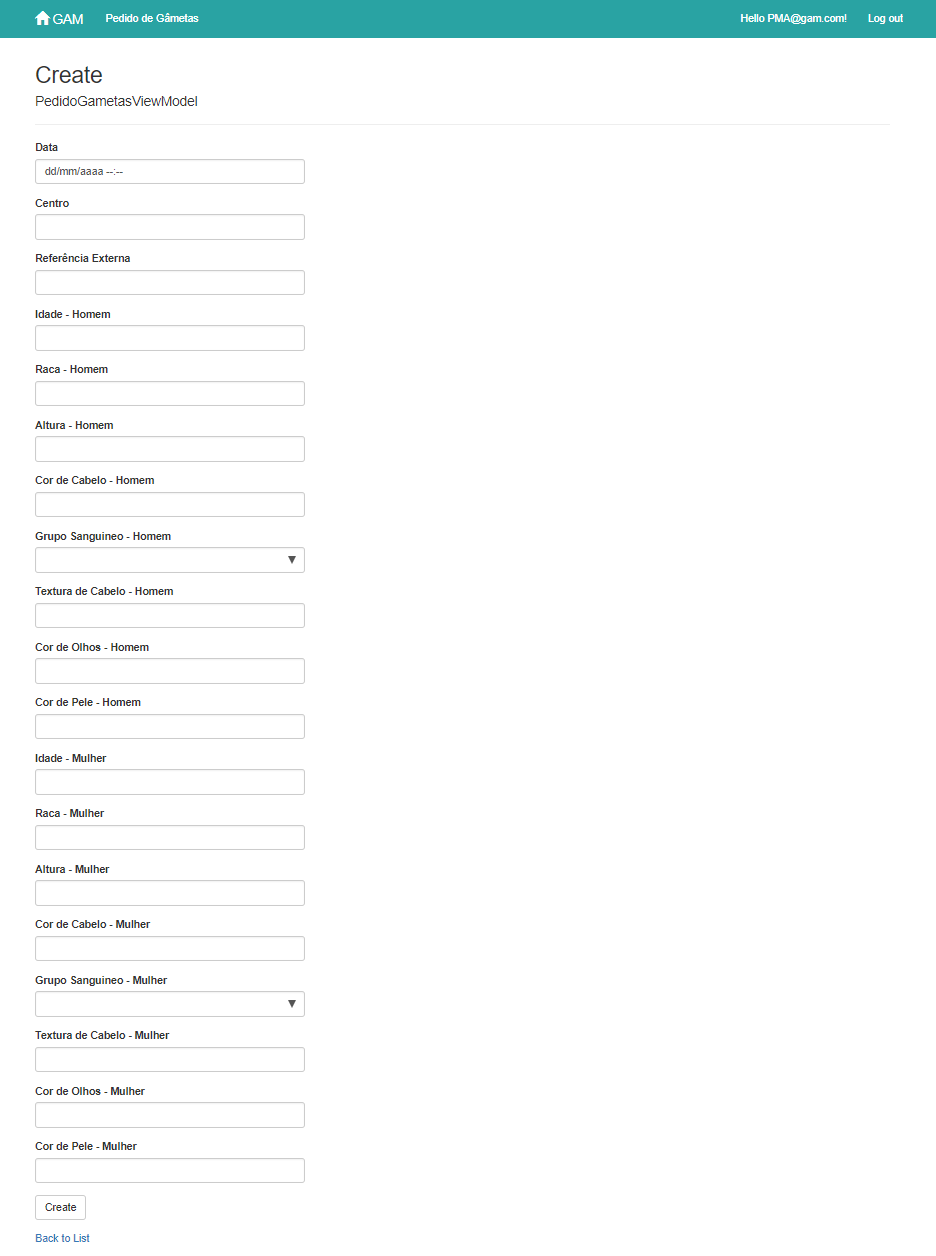 GAM Pedido de Gâmetas Hello PMA@gam.com! Log out
Create
PedidoGametasViewModel
Data
dd/mm/aaaa --:--
Centro
Referência Externa
Idade - Homem
Raca - Homem
Altura - Homem
Cor de Cabelo - Homem
Grupo Sanguineo - Homem
Textura de Cabelo - Homem
Cor de Olhos - Homem
Cor de Pele - Homem
Idade - Mulher
Raca - Mulher
Altura - Mulher
Cor de Cabelo - Mulher
Grupo Sanguineo - Mulher
Textura de Cabelo - Mulher
Cor de Olhos - Mulher
Cor de Pele - Mulher
Create
Back to List